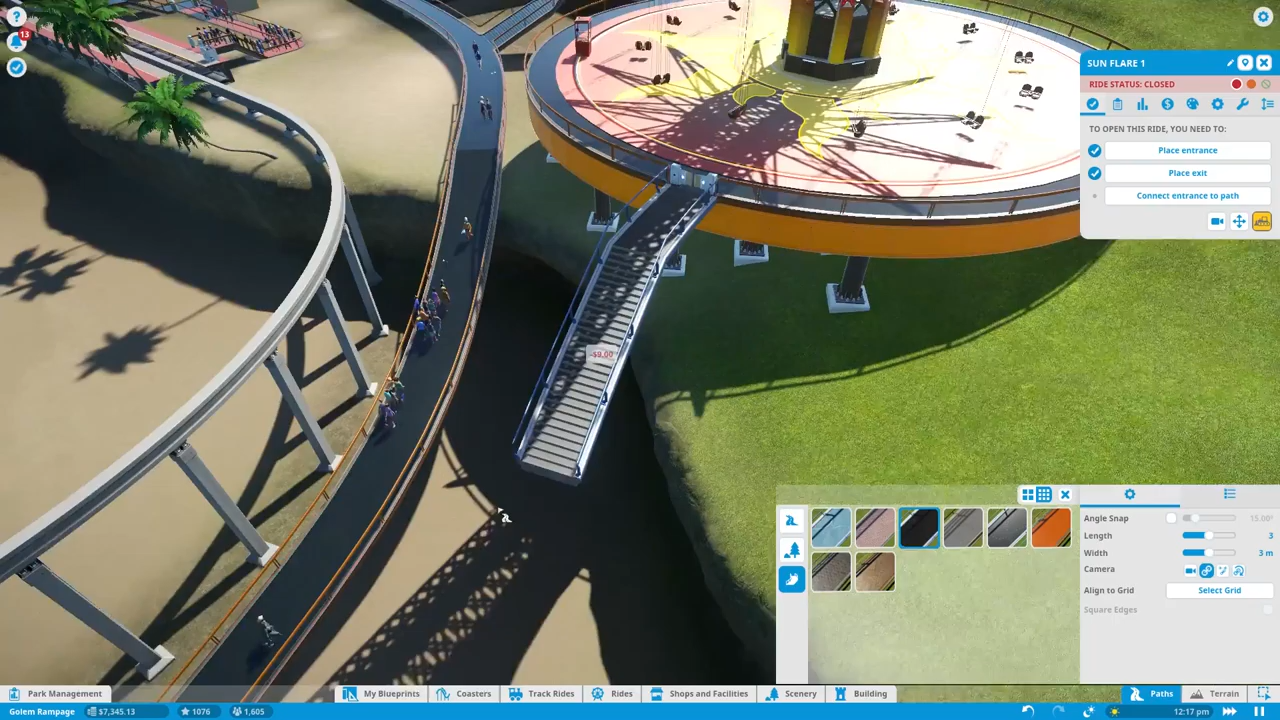 ?
13
SUN FLARE 1
RIDE STATUS: CLOSED
TO OPEN THIS RIDE, YOU NEED TO:
Place entrance
Place exit
Connect entrance to path
-$9.00
Angle Snap 15.00°
Length 3
Width 3 m
Camera
Align to Grid Select Grid
Square Edges
Park Management My Blueprints Coasters Track Rides Rides Shops and Facilities Scenery Building Paths Terrain
Golem Rampage $7,345.13 1076 1,605 12:17 pm